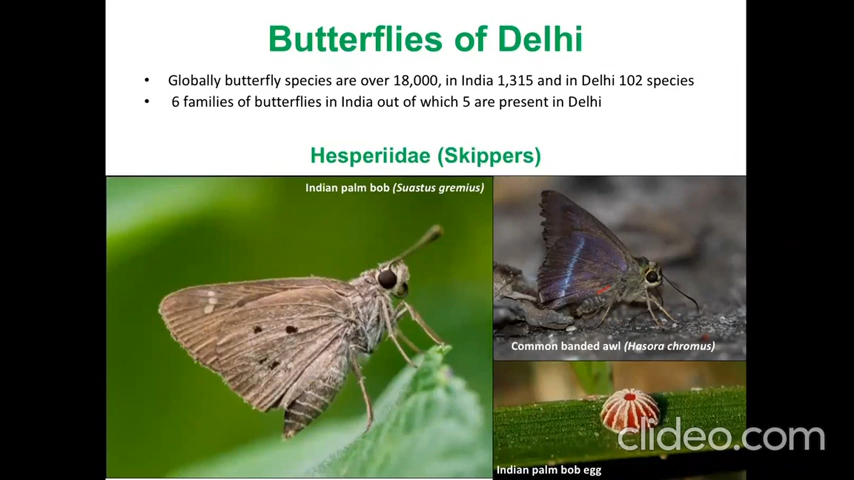 Butterflies of Delhi
• Globally butterfly species are over 18,000, in India 1,315 and in Delhi 102 species
• 6 families of butterflies in India out of which 5 are present in Delhi
Hesperiidae (Skippers)
Indian palm bob (Suastus gremius)
Common banded awl (Hasora chromus)
Indian palm bob egg
clideo.com